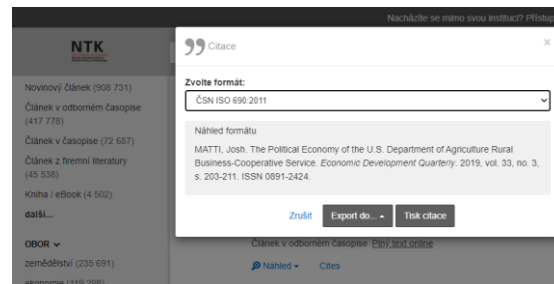 Nacházíte se mimo svou instituci? Přístup
NTK
Citace
×
Zvolte formát:
ČSN ISO 690:2011
Náhled formátu
MATTI, Josh. The Political Economy of the U.S. Department of Agriculture Rural
Business-Cooperative Service. Economic Development Quarterly. 2019, vol. 33, no. 3,
s. 203-211. ISSN 0891-2424.
Zrušit
Export do...
Tisk citace
Novinový článek (908 731)
Článek v odborném časopise
(417 778)
Článek v časopise (72 687)
Článek z firemní literatury
(45 538)
Kniha / eBook (4 502)
další...
OBOR
zemědělství (235 691)
ekonomie (119 298)
Článek v odborném časopise Plný text online
Náhled
Cites